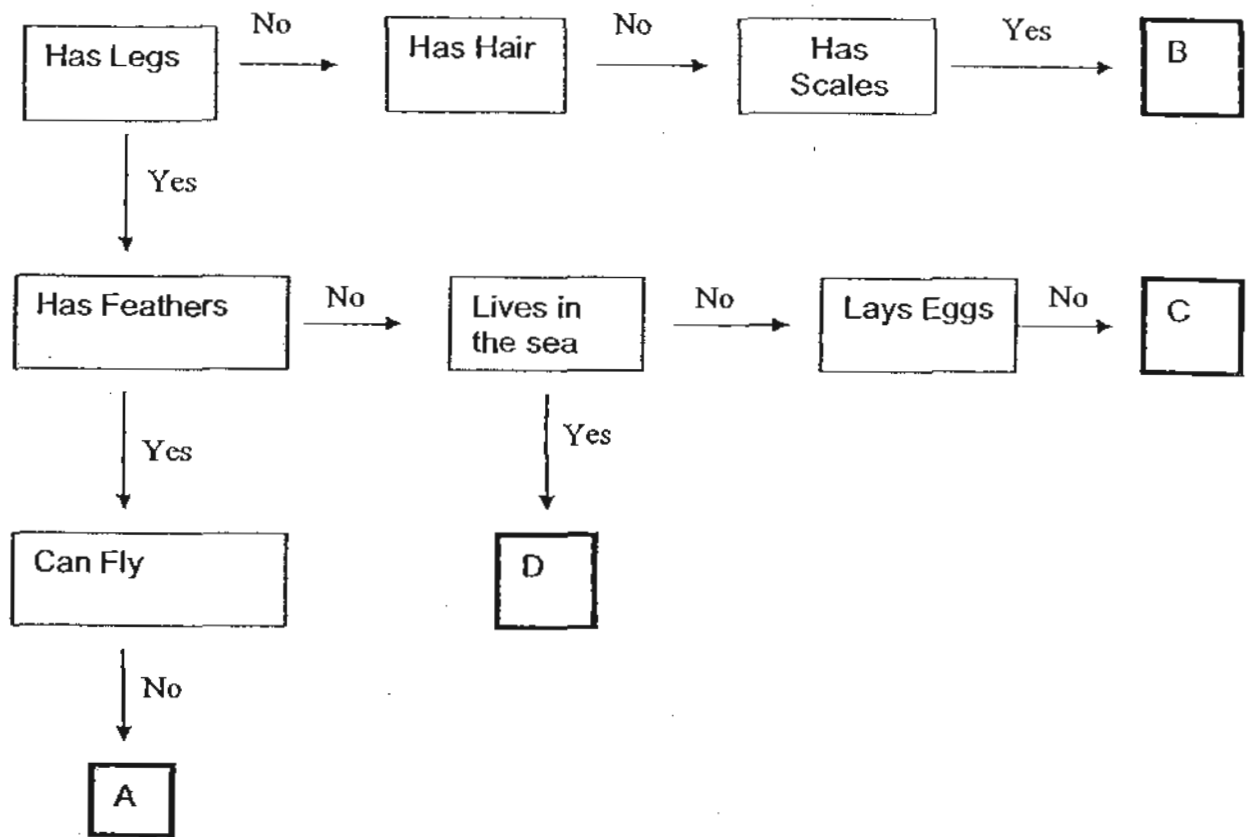 Has Legs
No
Has Hair
No
Has
Scales
Yes
B
Yes
Has Feathers
No
Lives in
the sea
No
Lays Eggs
No
C
Yes
Yes
Can Fly
D
No
A